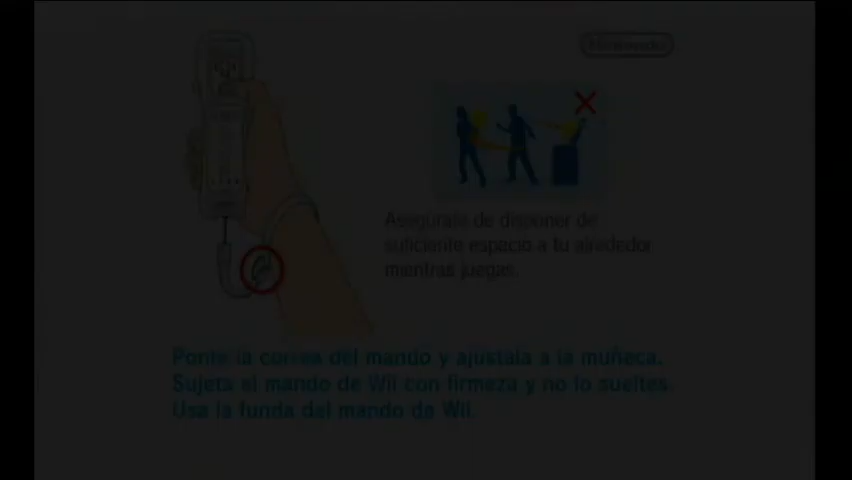 Nintendo
Asegúrate de disponer de
suficiente espacio a tu alrededor
mientras juegas.
Ponte la correa del mando y ajústala a la muñeca.
Sujeta el mando de Wii con firmeza y no lo sueltes.
Usa la funda del mando de Wii.